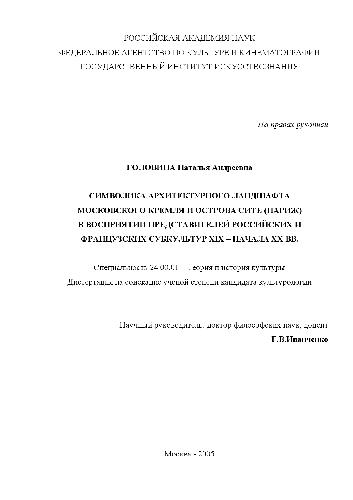 РОССИЙСКАЯ АКАДЕМИЯ НАУК
ФЕДЕРАЛЬНОЕ АГЕНТСТВО ПО КУЛЬТУРЕ И КИНЕМАТОГРАФИИ
ГОСУДАРСТВЕННЫЙ ИНСТИТУТ ИСКУССТВОЗНАНИЯ
На правах рукописи
ГОЛОВИНА Наталья Андреевна
СИМВОЛИКА АРХИТЕКТУРНОГО ЛАНДШАФТА
МОСКОВСКОГО КРЕМЛЯ И ОСТРОВА СИТЕ (ПАРИЖ)
В ВОСПРИЯТИИ ПРЕДСТАВИТЕЛЕЙ РОССИЙСКИХ И
ФРАНЦУЗСКИХ СУБКУЛЬТУР XIX – НАЧАЛА XX ВВ.
Специальность 24.00.01 – Теория и история культуры
Диссертация на соискание ученой степени кандидата культурологии
Научный руководитель: доктор философских наук, доцент
Г.В.Иванченко
Москва - 2005